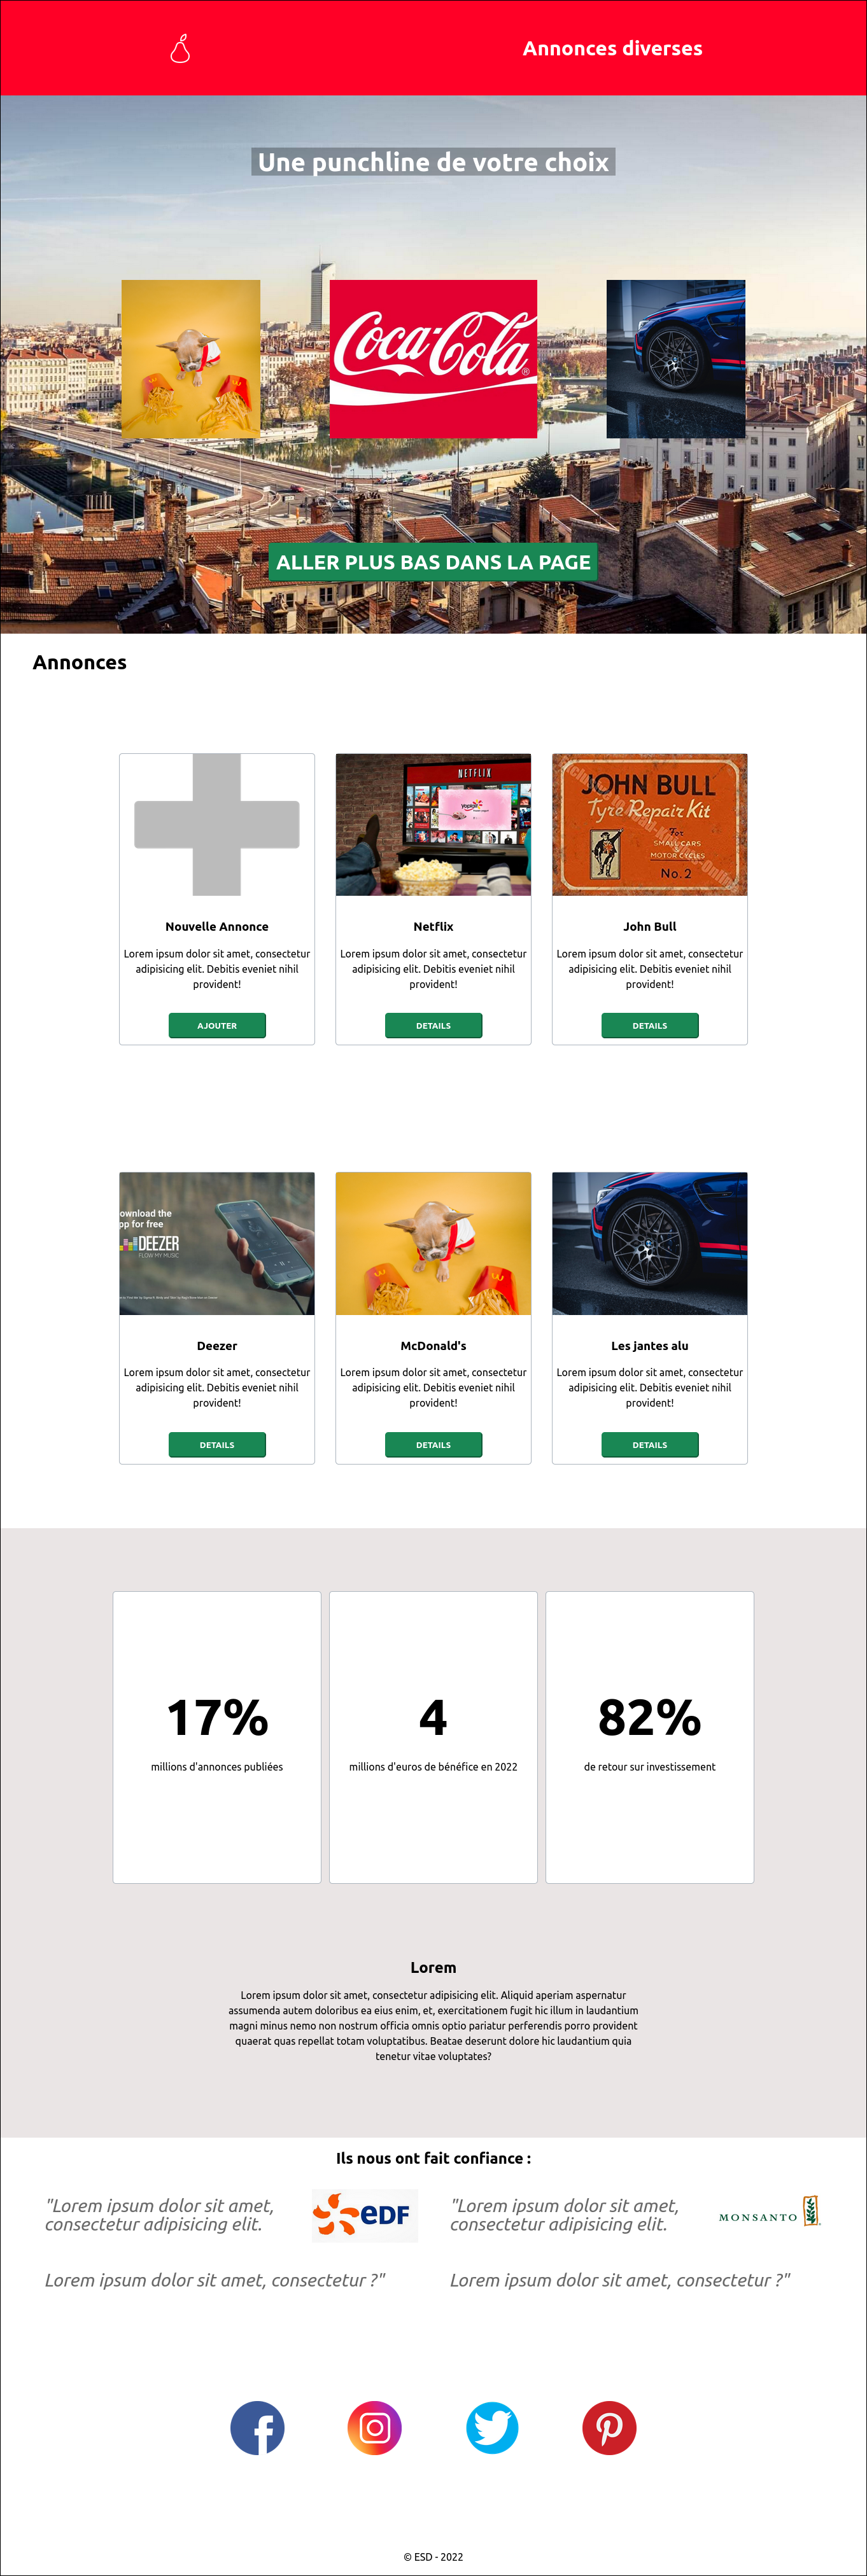 Annonces diverses
Une punchline de votre choix
Coca-Cola
®
ALLER PLUS BAS DANS LA PAGE
Annonces
NETFLIX
JOHN BULL
Tyre Repair Kit
For
SMALL CARS
MOTOR CYCLES
No. 2
Nouvelle Annonce
Netflix
John Bull
Lorem ipsum dolor sit amet, consectetur
adipisicing elit. Debitis eveniet nihil
provident!
Lorem ipsum dolor sit amet, consectetur
adipisicing elit. Debitis eveniet nihil
provident!
Lorem ipsum dolor sit amet, consectetur
adipisicing elit. Debitis eveniet nihil
provident!
AJOUTER
DETAILS
DETAILS
ownload the
pp for free
DEEZER
FLOW MY MUSIC
Deezer
McDonald's
Les jantes alu
Lorem ipsum dolor sit amet, consectetur
adipisicing elit. Debitis eveniet nihil
provident!
Lorem ipsum dolor sit amet, consectetur
adipisicing elit. Debitis eveniet nihil
provident!
Lorem ipsum dolor sit amet, consectetur
adipisicing elit. Debitis eveniet nihil
provident!
DETAILS
DETAILS
DETAILS
17%
4
82%
millions d'annonces publiées
millions d'euros de bénéfice en 2022
de retour sur investissement
Lorem
Lorem ipsum dolor sit amet, consectetur adipisicing elit. Aliquid aperiam aspernatur
assumenda autem doloribus ea eius enim, et, exercitationem fugit hic illum in laudantium
magni minus nemo non nostrum officia omnis optio pariatur perferendis porro provident
quaerat quas repellat totam voluptatibus. Beatae deserunt dolore hic laudantium quia
tenetur vitae voluptates?
Ils nous ont fait confiance :
"Lorem ipsum dolor sit amet,
consectetur adipisicing elit.
eDF
Lorem ipsum dolor sit amet, consectetur ?"
"Lorem ipsum dolor sit amet,
consectetur adipisicing elit.
MONSANTO
Lorem ipsum dolor sit amet, consectetur ?"
© ESD - 2022